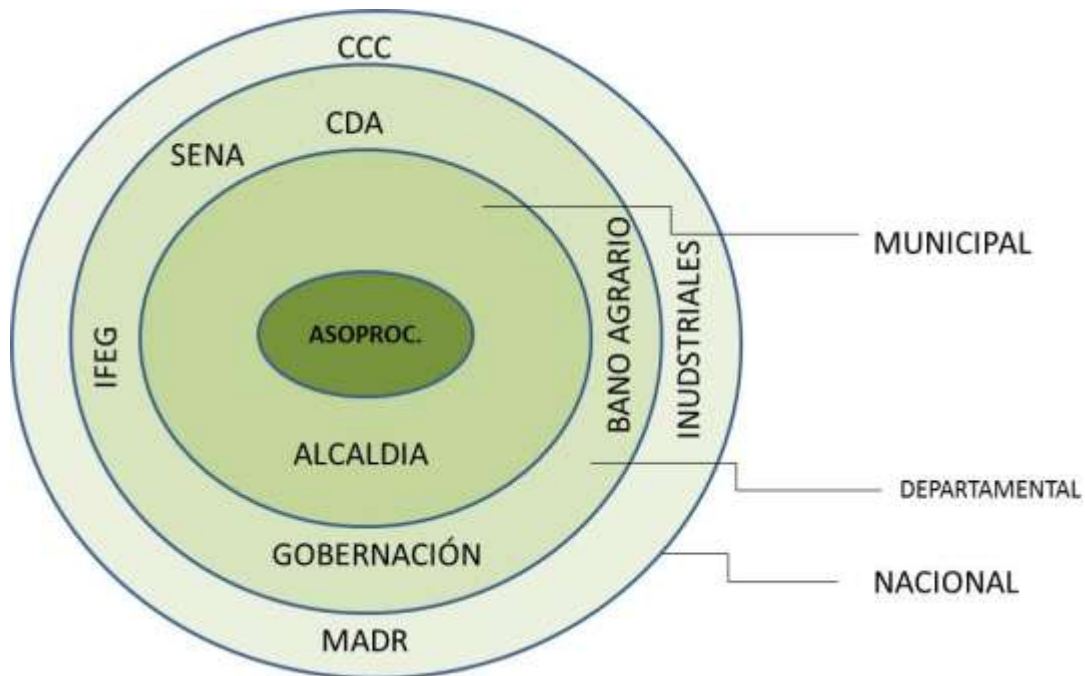 CCC
CDA
SENA
MUNICIPAL
BANO AGRARIO
INUDSTRIALES
ASOPROC.
IFEG
ALCALDIA
DEPARTAMENTAL
GOBERNACIÓN
NACIONAL
MADR